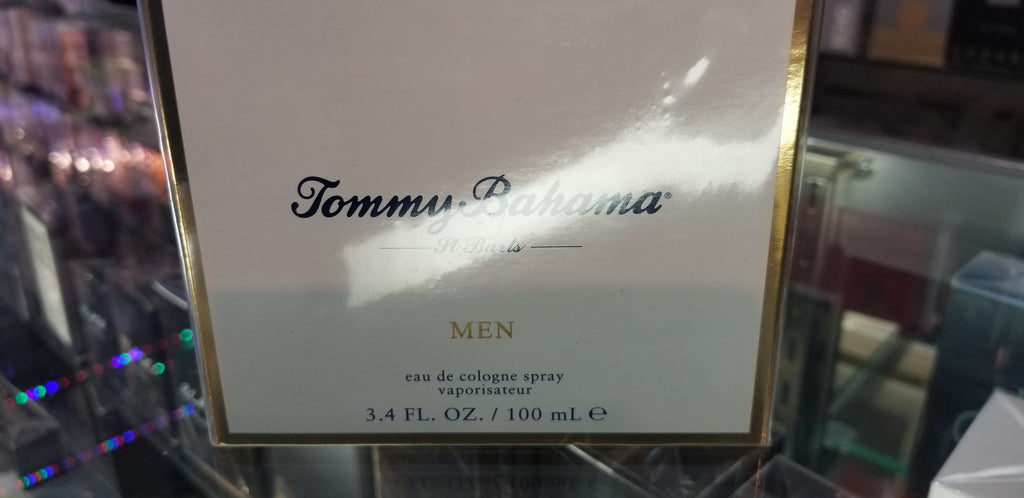 Tommy Bahama®
St Barts
MEN
eau de cologne spray
vaporisateur
3.4 FL. OZ. / 100 mL ℮